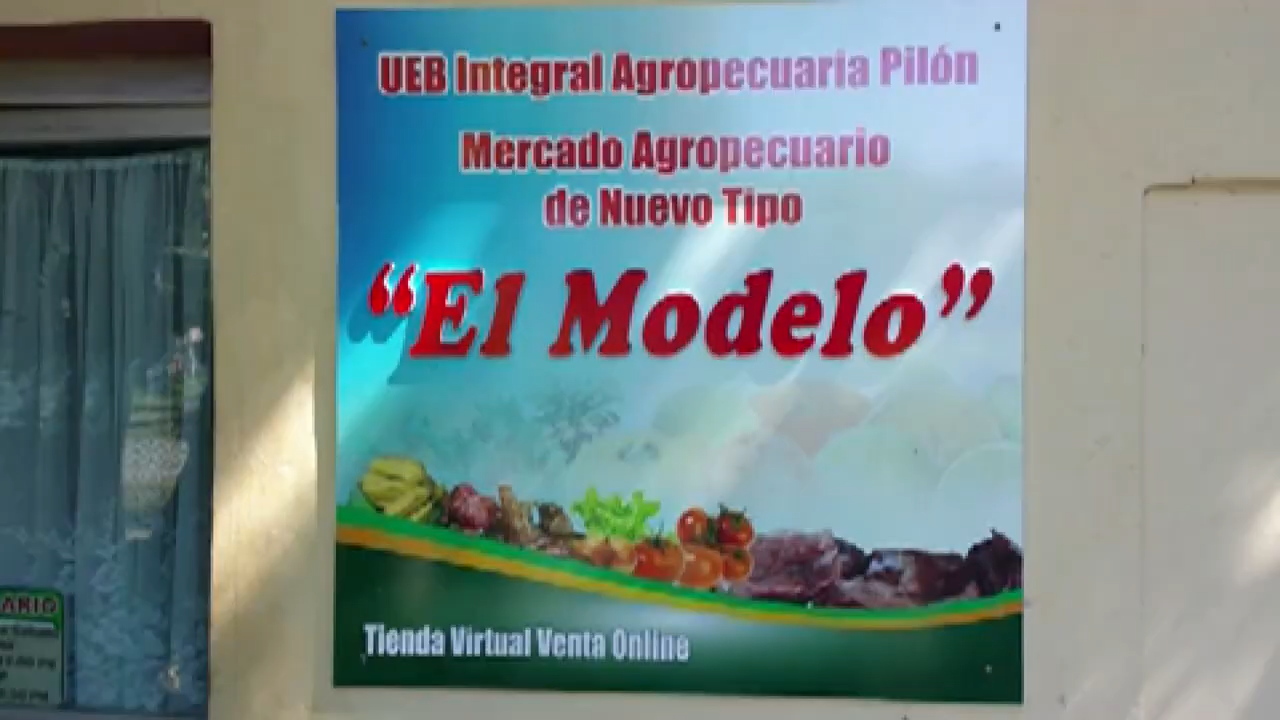 UEB Integral Agropecuaria Pilón
Mercado Agropecuario
de Nuevo Tipo
“El Modelo”
Tienda Virtual Venta Online